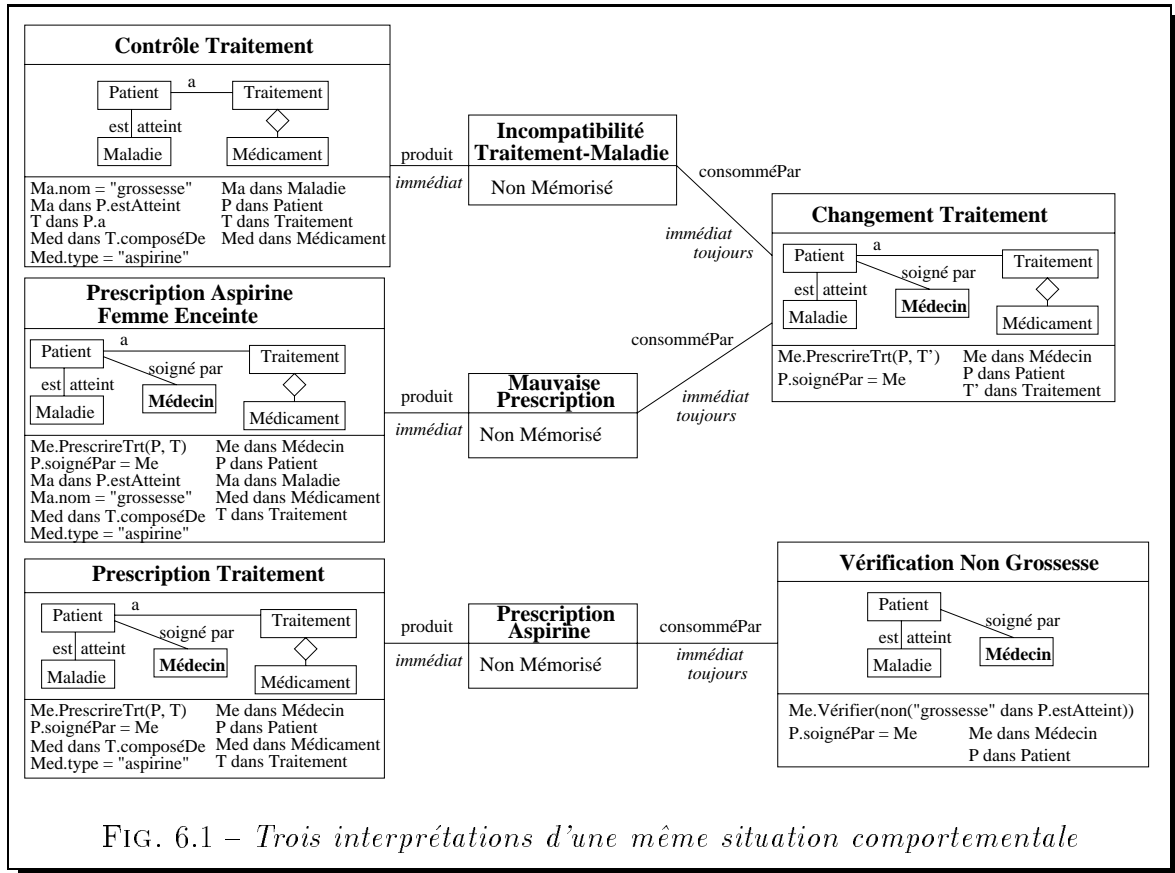 Contrôle Traitement
Patient
a
Traitement
est atteint
Maladie
Médicament
Ma.nom = "grossesse"
Ma dans P.estAtteint
T dans P.a
Med dans T.composéDe
Med.type = "aspirine"
Ma dans Maladie
P dans Patient
T dans Traitement
Med dans Médicament
produit
immédiat
Incompatibilité
Traitement-Maladie
Non Mémorisé
consomméPar
immédiat
toujours
Prescription Aspirine
Femme Enceinte
Patient
a
Traitement
soigné par
est atteint
Médecin
Maladie
Médicament
Me.PrescrireTrt(P, T)
P.soignéPar = Me
Ma dans P.estAtteint
Ma.nom = "grossesse"
Med dans T.composéDe
Med.type = "aspirine"
Me dans Médecin
P dans Patient
Ma dans Maladie
Med dans Médicament
T dans Traitement
produit
immédiat
Mauvaise
Prescription
Non Mémorisé
consomméPar
immédiat
toujours
Changement Traitement
Patient
a
Traitement
soigné par
est atteint
Médecin
Maladie
Médicament
Me.PrescrireTrt(P, T')
P.soignéPar = Me
Me dans Médecin
P dans Patient
T' dans Traitement
Prescription Traitement
Patient
a
Traitement
soigné par
est atteint
Médecin
Maladie
Médicament
Me.PrescrireTrt(P, T)
P.soignéPar = Me
Med dans T.composéDe
Med.type = "aspirine"
Me dans Médecin
P dans Patient
Med dans Médicament
T dans Traitement
produit
immédiat
Prescription
Aspirine
Non Mémorisé
consomméPar
immédiat
toujours
Vérification Non Grossesse
Patient
soigné par
est atteint
Médecin
Maladie
Me.Vérifier(non("grossesse" dans P.estAtteint))
P.soignéPar = Me
Me dans Médecin
P dans Patient
FIG. 6.1 – Trois interprétations d'une même situation comportementale